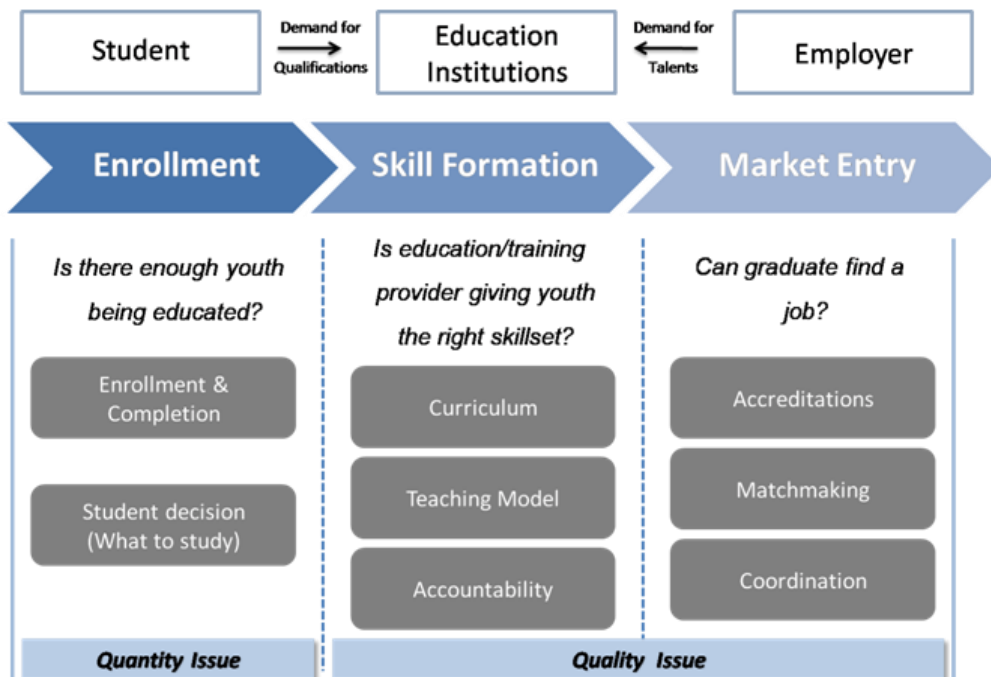 Student
Demand for
Qualifications
Education
Institutions
Demand for
Talents
Employer
Enrollment
Skill Formation
Market Entry
Is there enough youth
being educated?
Is education/training
provider giving youth
the right skillset?
Can graduate find a
job?
Enrollment &
Completion
Student decision
(What to study)
Curriculum
Teaching Model
Accountability
Accreditations
Matchmaking
Coordination
Quantity Issue
Quality Issue